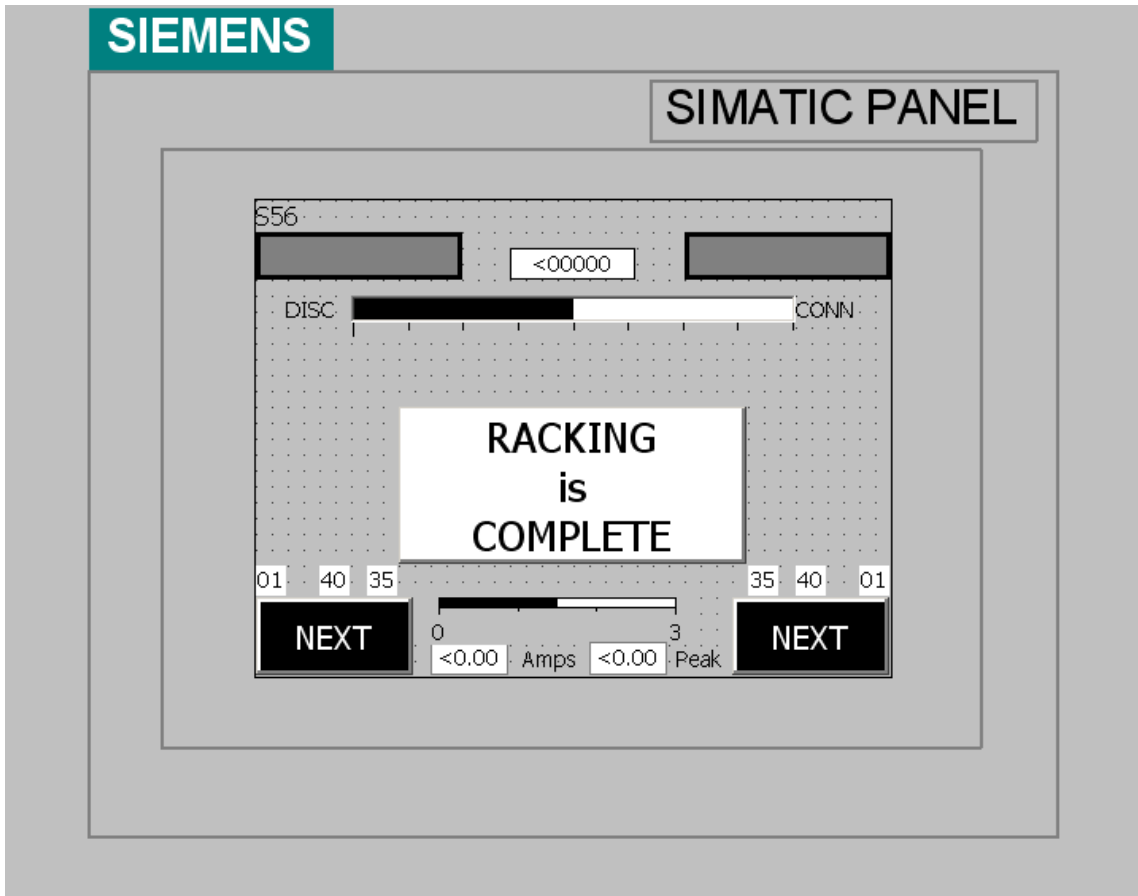 SIEMENS
SIMATIC PANEL
S56
<00000
DISC CONN
RACKING
is
COMPLETE
01 40 35 35 40 01
NEXT 0 3 NEXT
<0.00 Amps <0.00 Peak